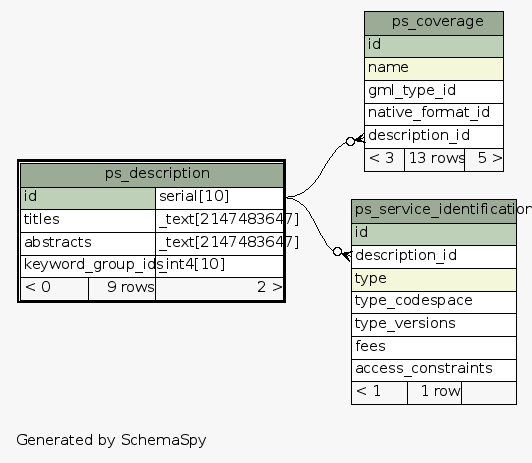 ps_coverage
id
name
gml_type_id
native_format_id
description_id
< 3 13 rows 5 >
ps_description
id serial[10]
titles _text[2147483647]
abstracts _text[2147483647]
keyword_group_ids _int4[10]
< 0 9 rows 2 >
ps_service_identification
id
description_id
type
type_codespace
type_versions
fees
access_constraints
< 1 1 row
Generated by SchemaSpy